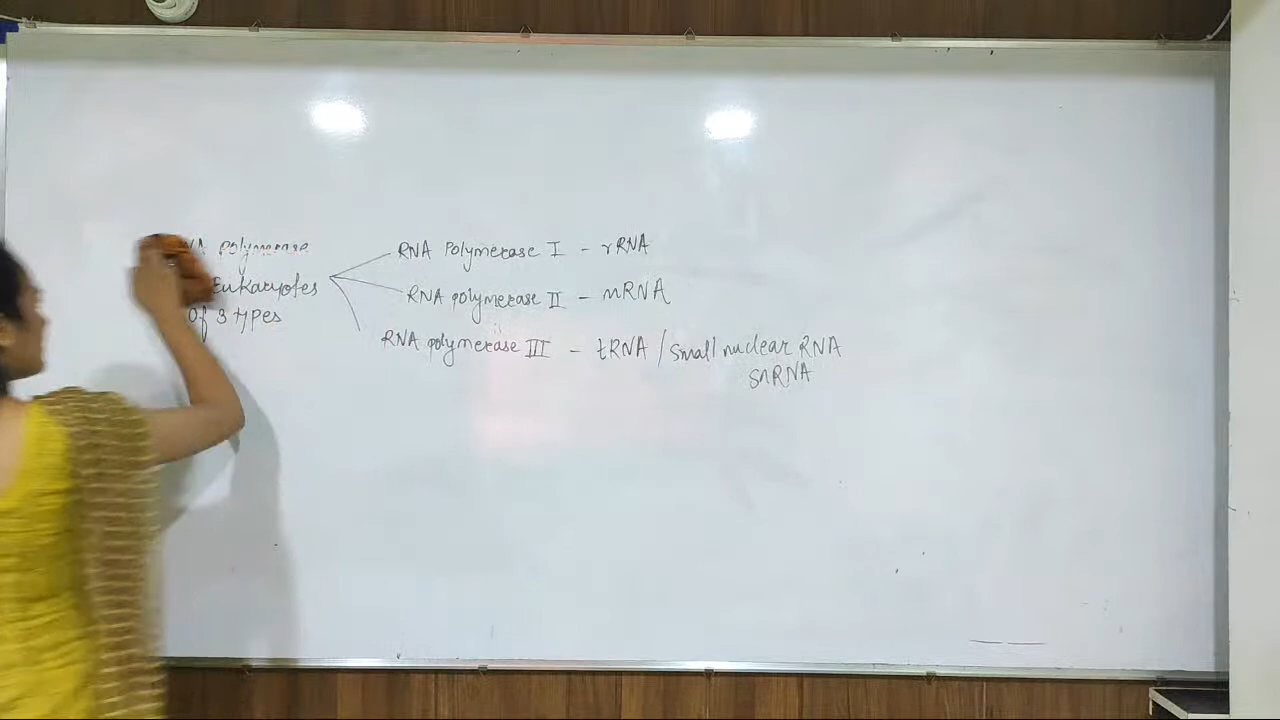 polymerase
Eukaryotes
Of 3 types
RNA Polymerase I - rRNA
RNA polymerase II - mRNA
RNA polymerase III - tRNA / Small nuclear RNA
SnRNA